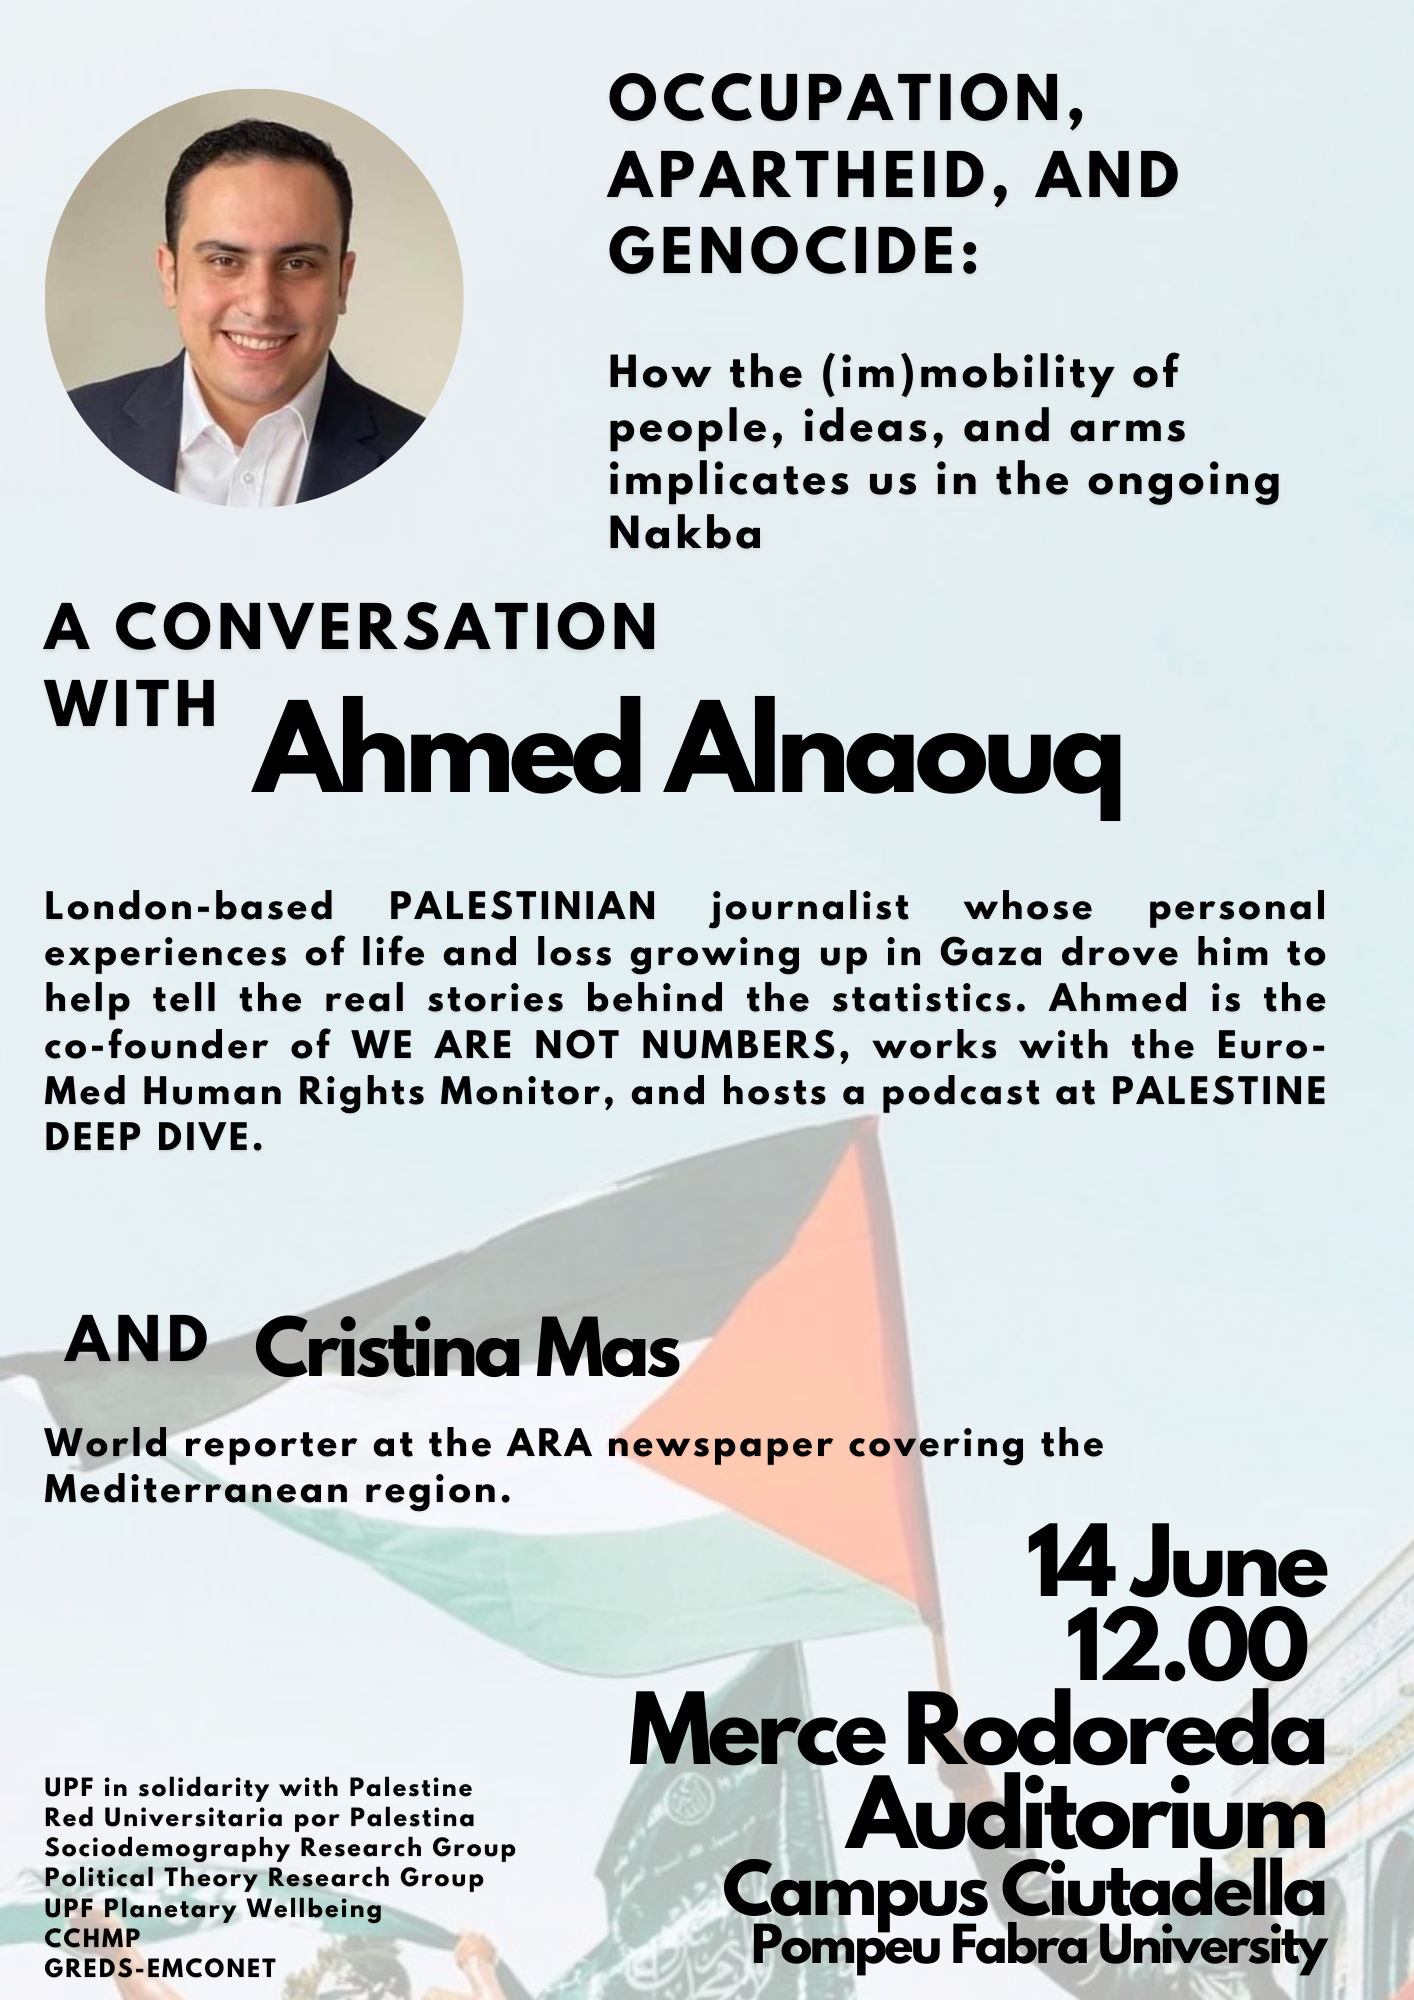 OCCUPATION,
APARTHEID, AND
GENOCIDE:
How the (im)mobility of
people, ideas, and arms
implicates us in the ongoing
Nakba
A CONVERSATION
WITH Ahmed Alnaouq
London-based PALESTINIAN journalist whose personal
experiences of life and loss growing up in Gaza drove him to
help tell the real stories behind the statistics. Ahmed is the
co-founder of WE ARE NOT NUMBERS, works with the Euro-
Med Human Rights Monitor, and hosts a podcast at PALESTINE
DEEP DIVE.
AND Cristina Mas
World reporter at the ARA newspaper covering the
Mediterranean region.
14 June
12.00
Merce Rodoreda
Auditorium
Campus Ciutadella
Pompeu Fabra University
UPF in solidarity with Palestine
Red Universitaria por Palestina
Sociodemography Research Group
Political Theory Research Group
UPF Planetary Wellbeing
CCHMP
GREDS-EMCONET